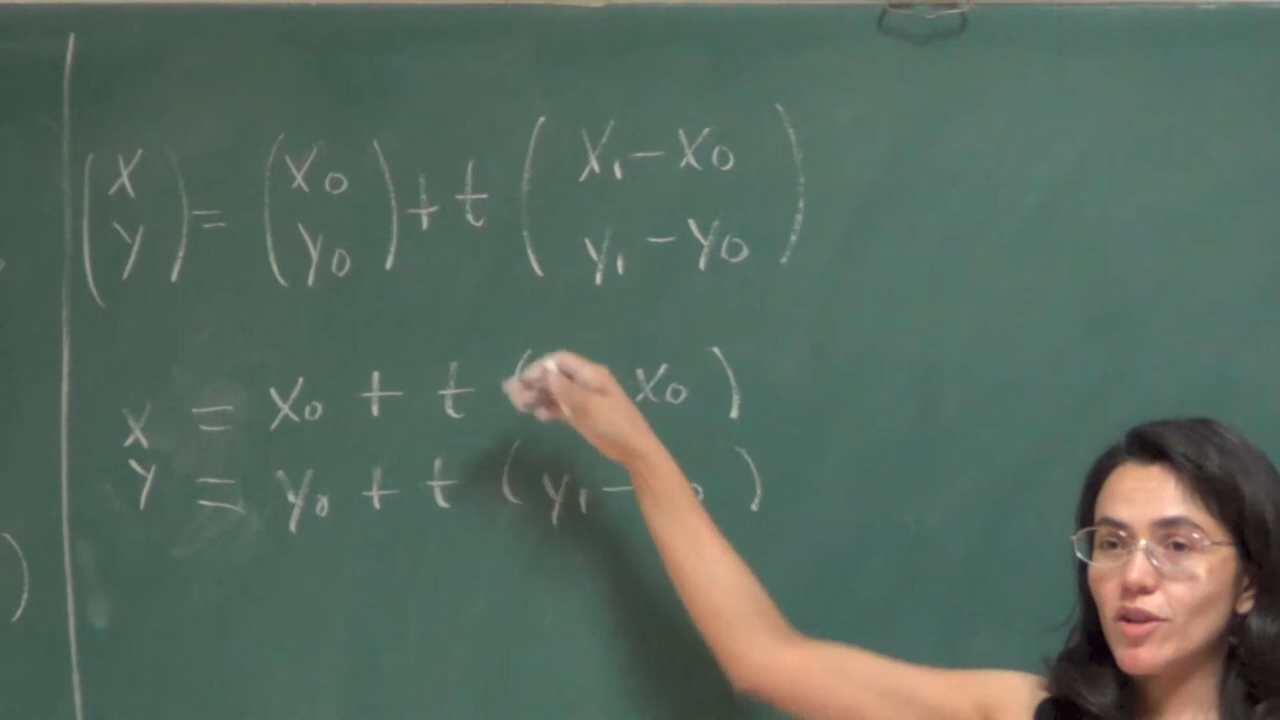 (x y) = (x₀ y₀) + t (x₁ - x₀ y₁ - y₀)
x = x₀ + t ( x₀ )
y = y₀ + t (y₁ - )